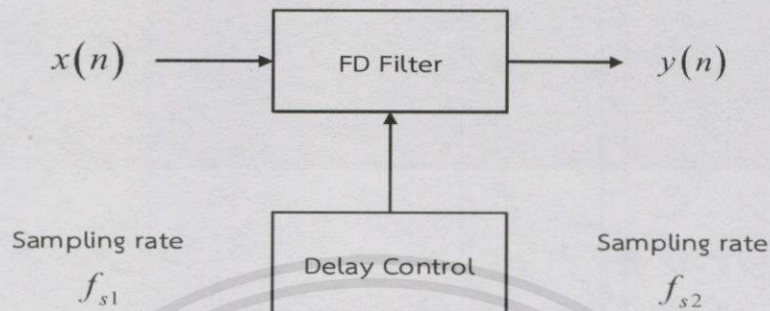 x(n)
FD Filter
y(n)
Sampling rate
f_{s1}
Delay Control
Sampling rate
f_{s2}